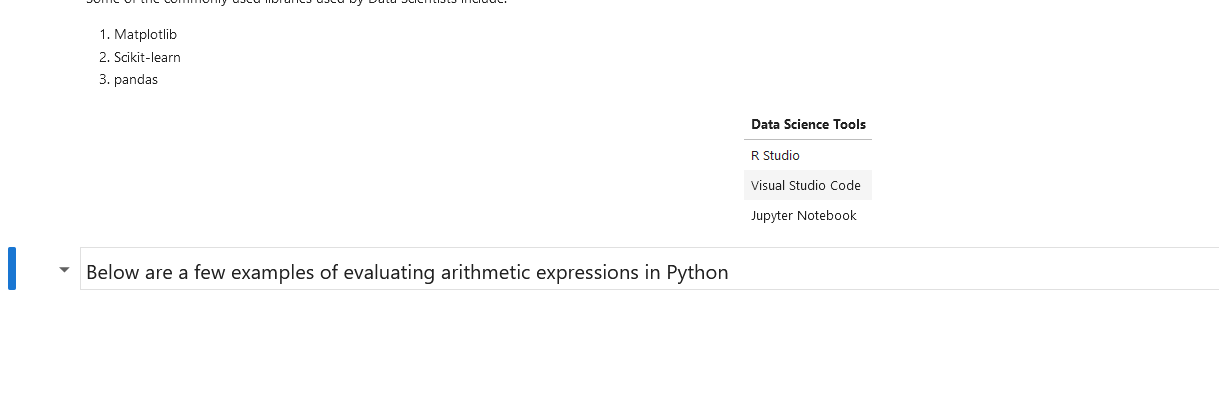 Some of the commonly used libraries used by Data Scientists include:
1. Matplotlib
2. Scikit-learn
3. pandas
Data Science Tools
R Studio
Visual Studio Code
Jupyter Notebook
Below are a few examples of evaluating arithmetic expressions in Python